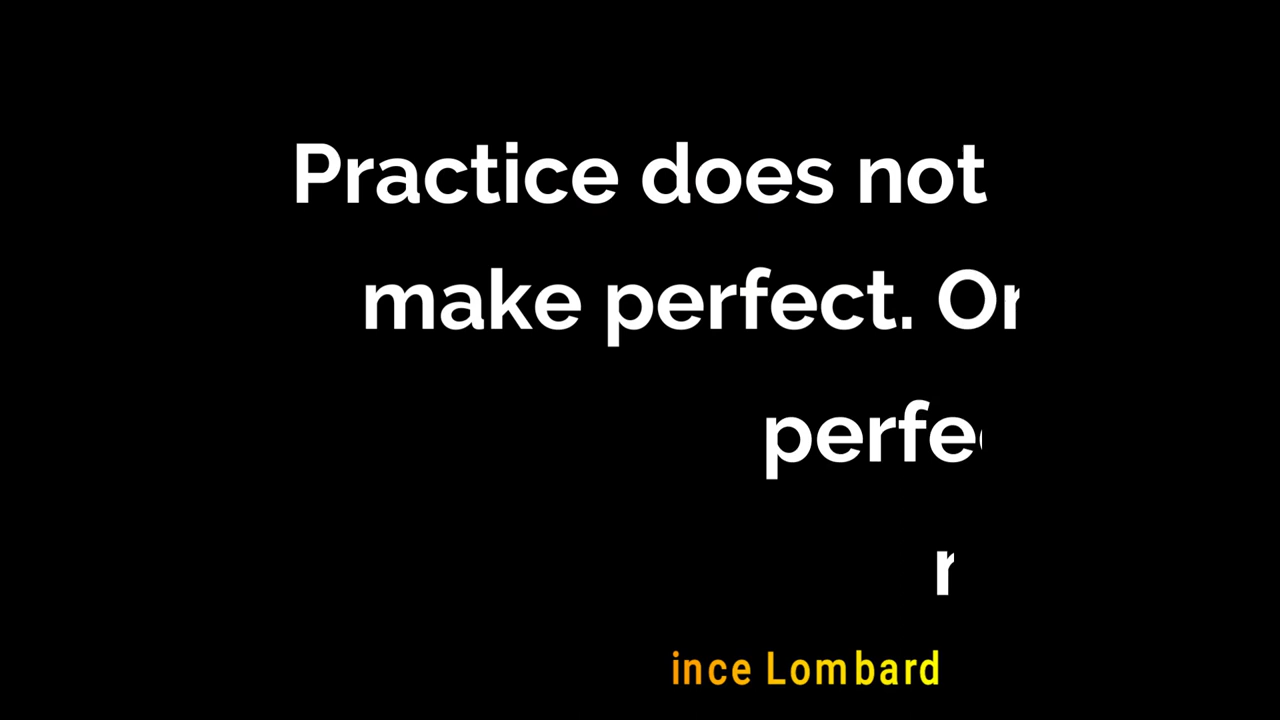 Practice does not
make perfect. Or
perfe
r
ince Lombard